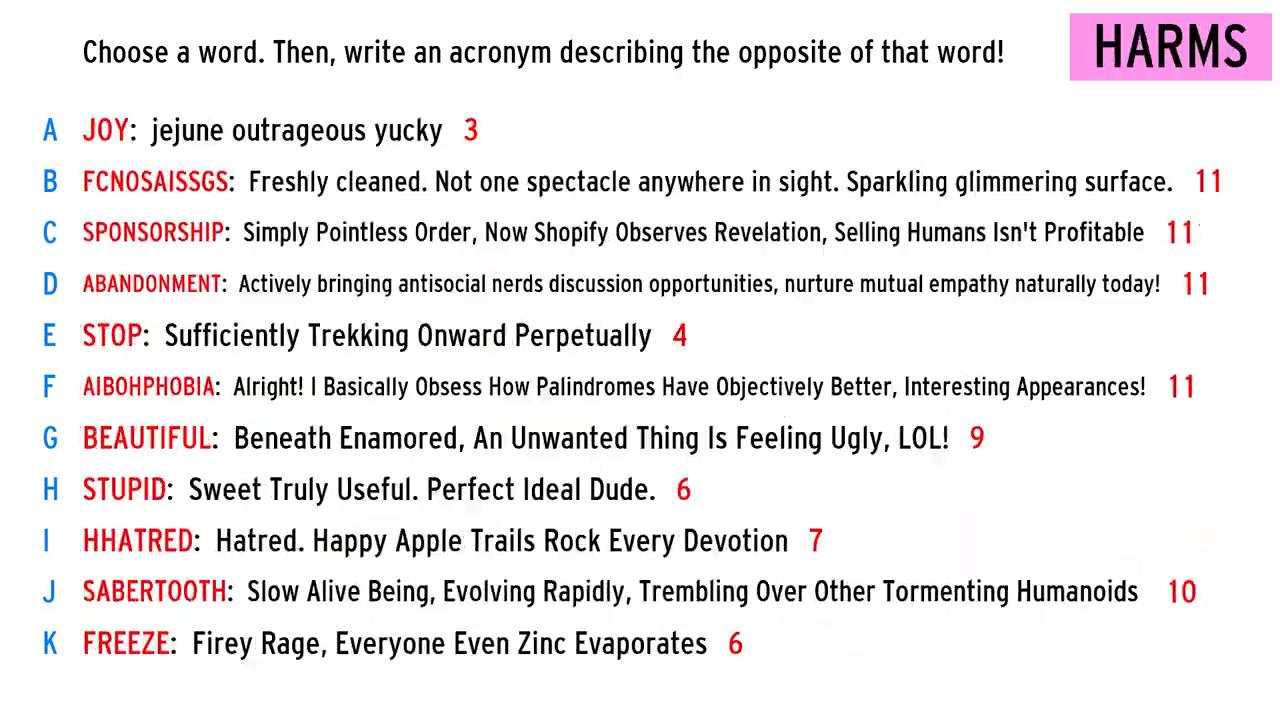 Choose a word. Then, write an acronym describing the opposite of that word!
HARMS
A JOY: jejune outrageous yucky 3
B FCNOSAISSGS: Freshly cleaned. Not one spectacle anywhere in sight. Sparkling glimmering surface. 11
C SPONSORSHIP: Simply Pointless Order, Now Shopify Observes Revelation, Selling Humans Isn't Profitable 11
D ABANDONMENT: Actively bringing antisocial nerds discussion opportunities, nurture mutual empathy naturally today! 11
E STOP: Sufficiently Trekking Onward Perpetually 4
F AIBOHPHOBIA: Alright! I Basically Obsess How Palindromes Have Objectively Better, Interesting Appearances! 11
G BEAUTIFUL: Beneath Enamored, An Unwanted Thing Is Feeling Ugly, LOL! 9
H STUPID: Sweet Truly Useful. Perfect Ideal Dude. 6
I HHATRED: Hatred. Happy Apple Trails Rock Every Devotion 7
J SABERTOOTH: Slow Alive Being, Evolving Rapidly, Trembling Over Other Tormenting Humanoids 10
K FREEZE: Firey Rage, Everyone Even Zinc Evaporates 6